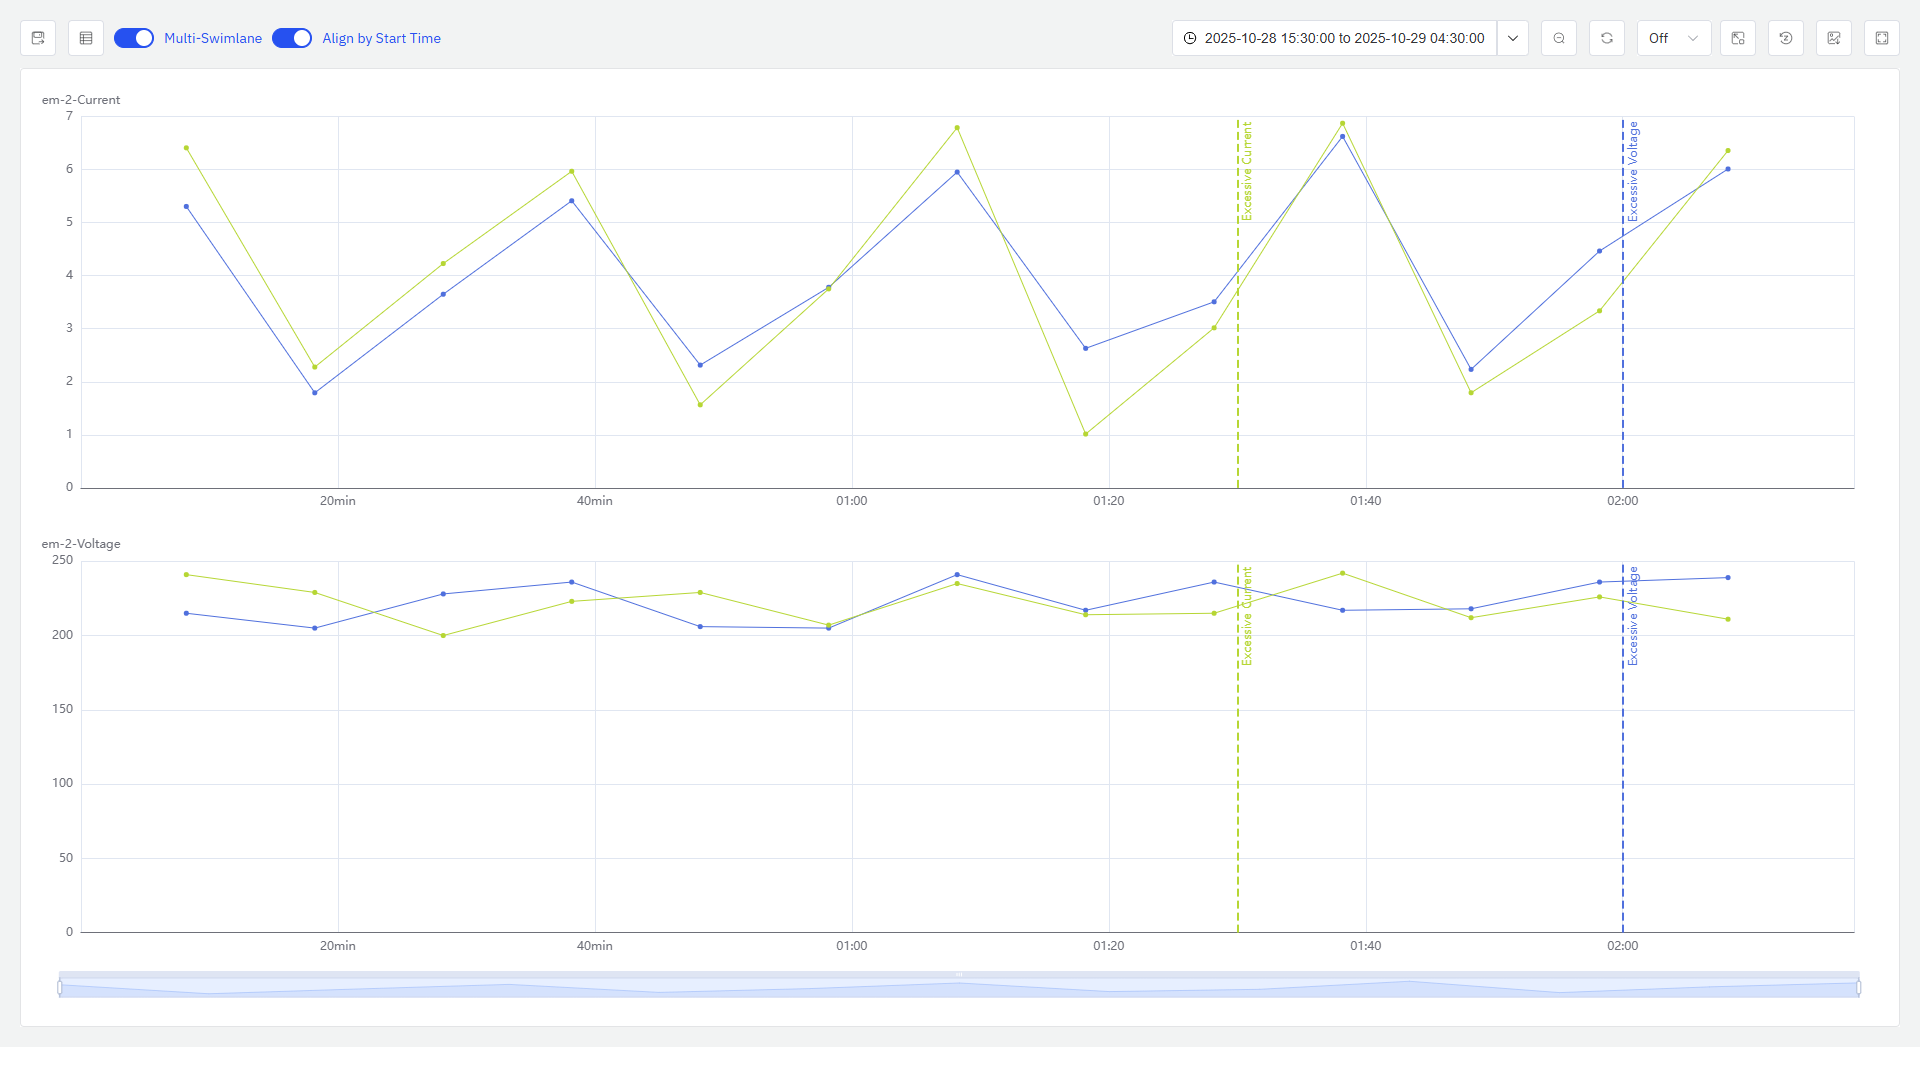 Multi-Swimlane
Align by Start Time
2025-10-28 15:30:00 to 2025-10-29 04:30:00
Off
em-2-Current
7
6
5
4
3
2
1
0
Excessive Current
Excessive Voltage
20min
40min
01:00
01:20
01:40
02:00
em-2-Voltage
250
200
150
100
50
0
Excessive Current
Excessive Voltage
20min
40min
01:00
01:20
01:40
02:00